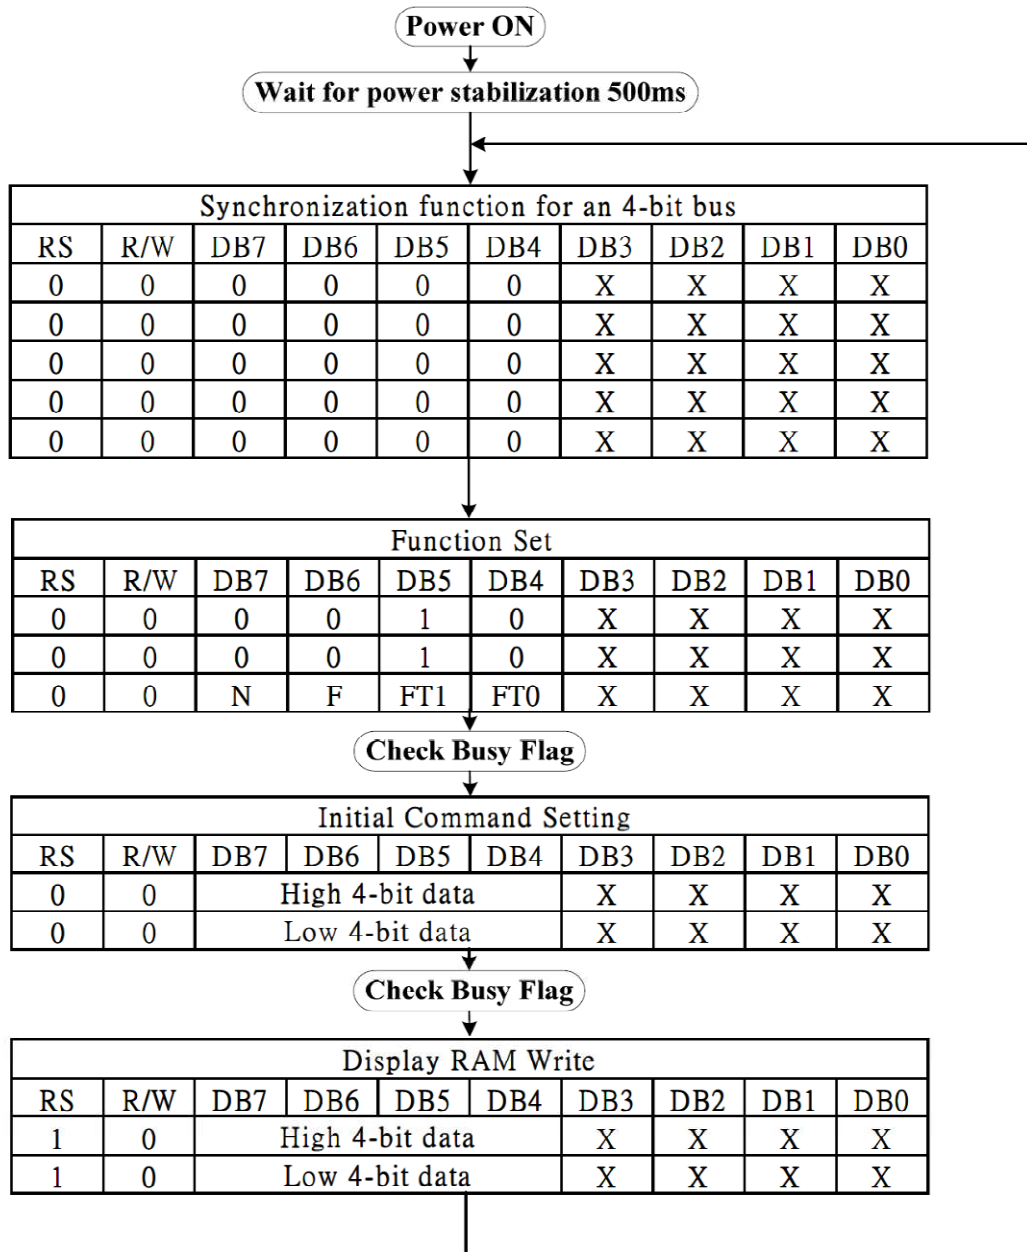 Power ON
Wait for power stabilization 500ms
Synchronization function for an 4-bit bus
RS R/W DB7 DB6 DB5 DB4 DB3 DB2 DB1 DB0
0 0 0 0 0 0 X X X X
0 0 0 0 0 0 X X X X
0 0 0 0 0 0 X X X X
0 0 0 0 0 0 X X X X
0 0 0 0 0 0 X X X X
Function Set
RS R/W DB7 DB6 DB5 DB4 DB3 DB2 DB1 DB0
0 0 0 0 1 0 X X X X
0 0 0 0 1 0 X X X X
0 0 N F FT1 FT0 X X X X
Check Busy Flag
Initial Command Setting
RS R/W DB7 DB6 DB5 DB4 DB3 DB2 DB1 DB0
0 0 High 4-bit data X X X X
0 0 Low 4-bit data X X X X
Check Busy Flag
Display RAM Write
RS R/W DB7 DB6 DB5 DB4 DB3 DB2 DB1 DB0
1 0 High 4-bit data X X X X
1 0 Low 4-bit data X X X X